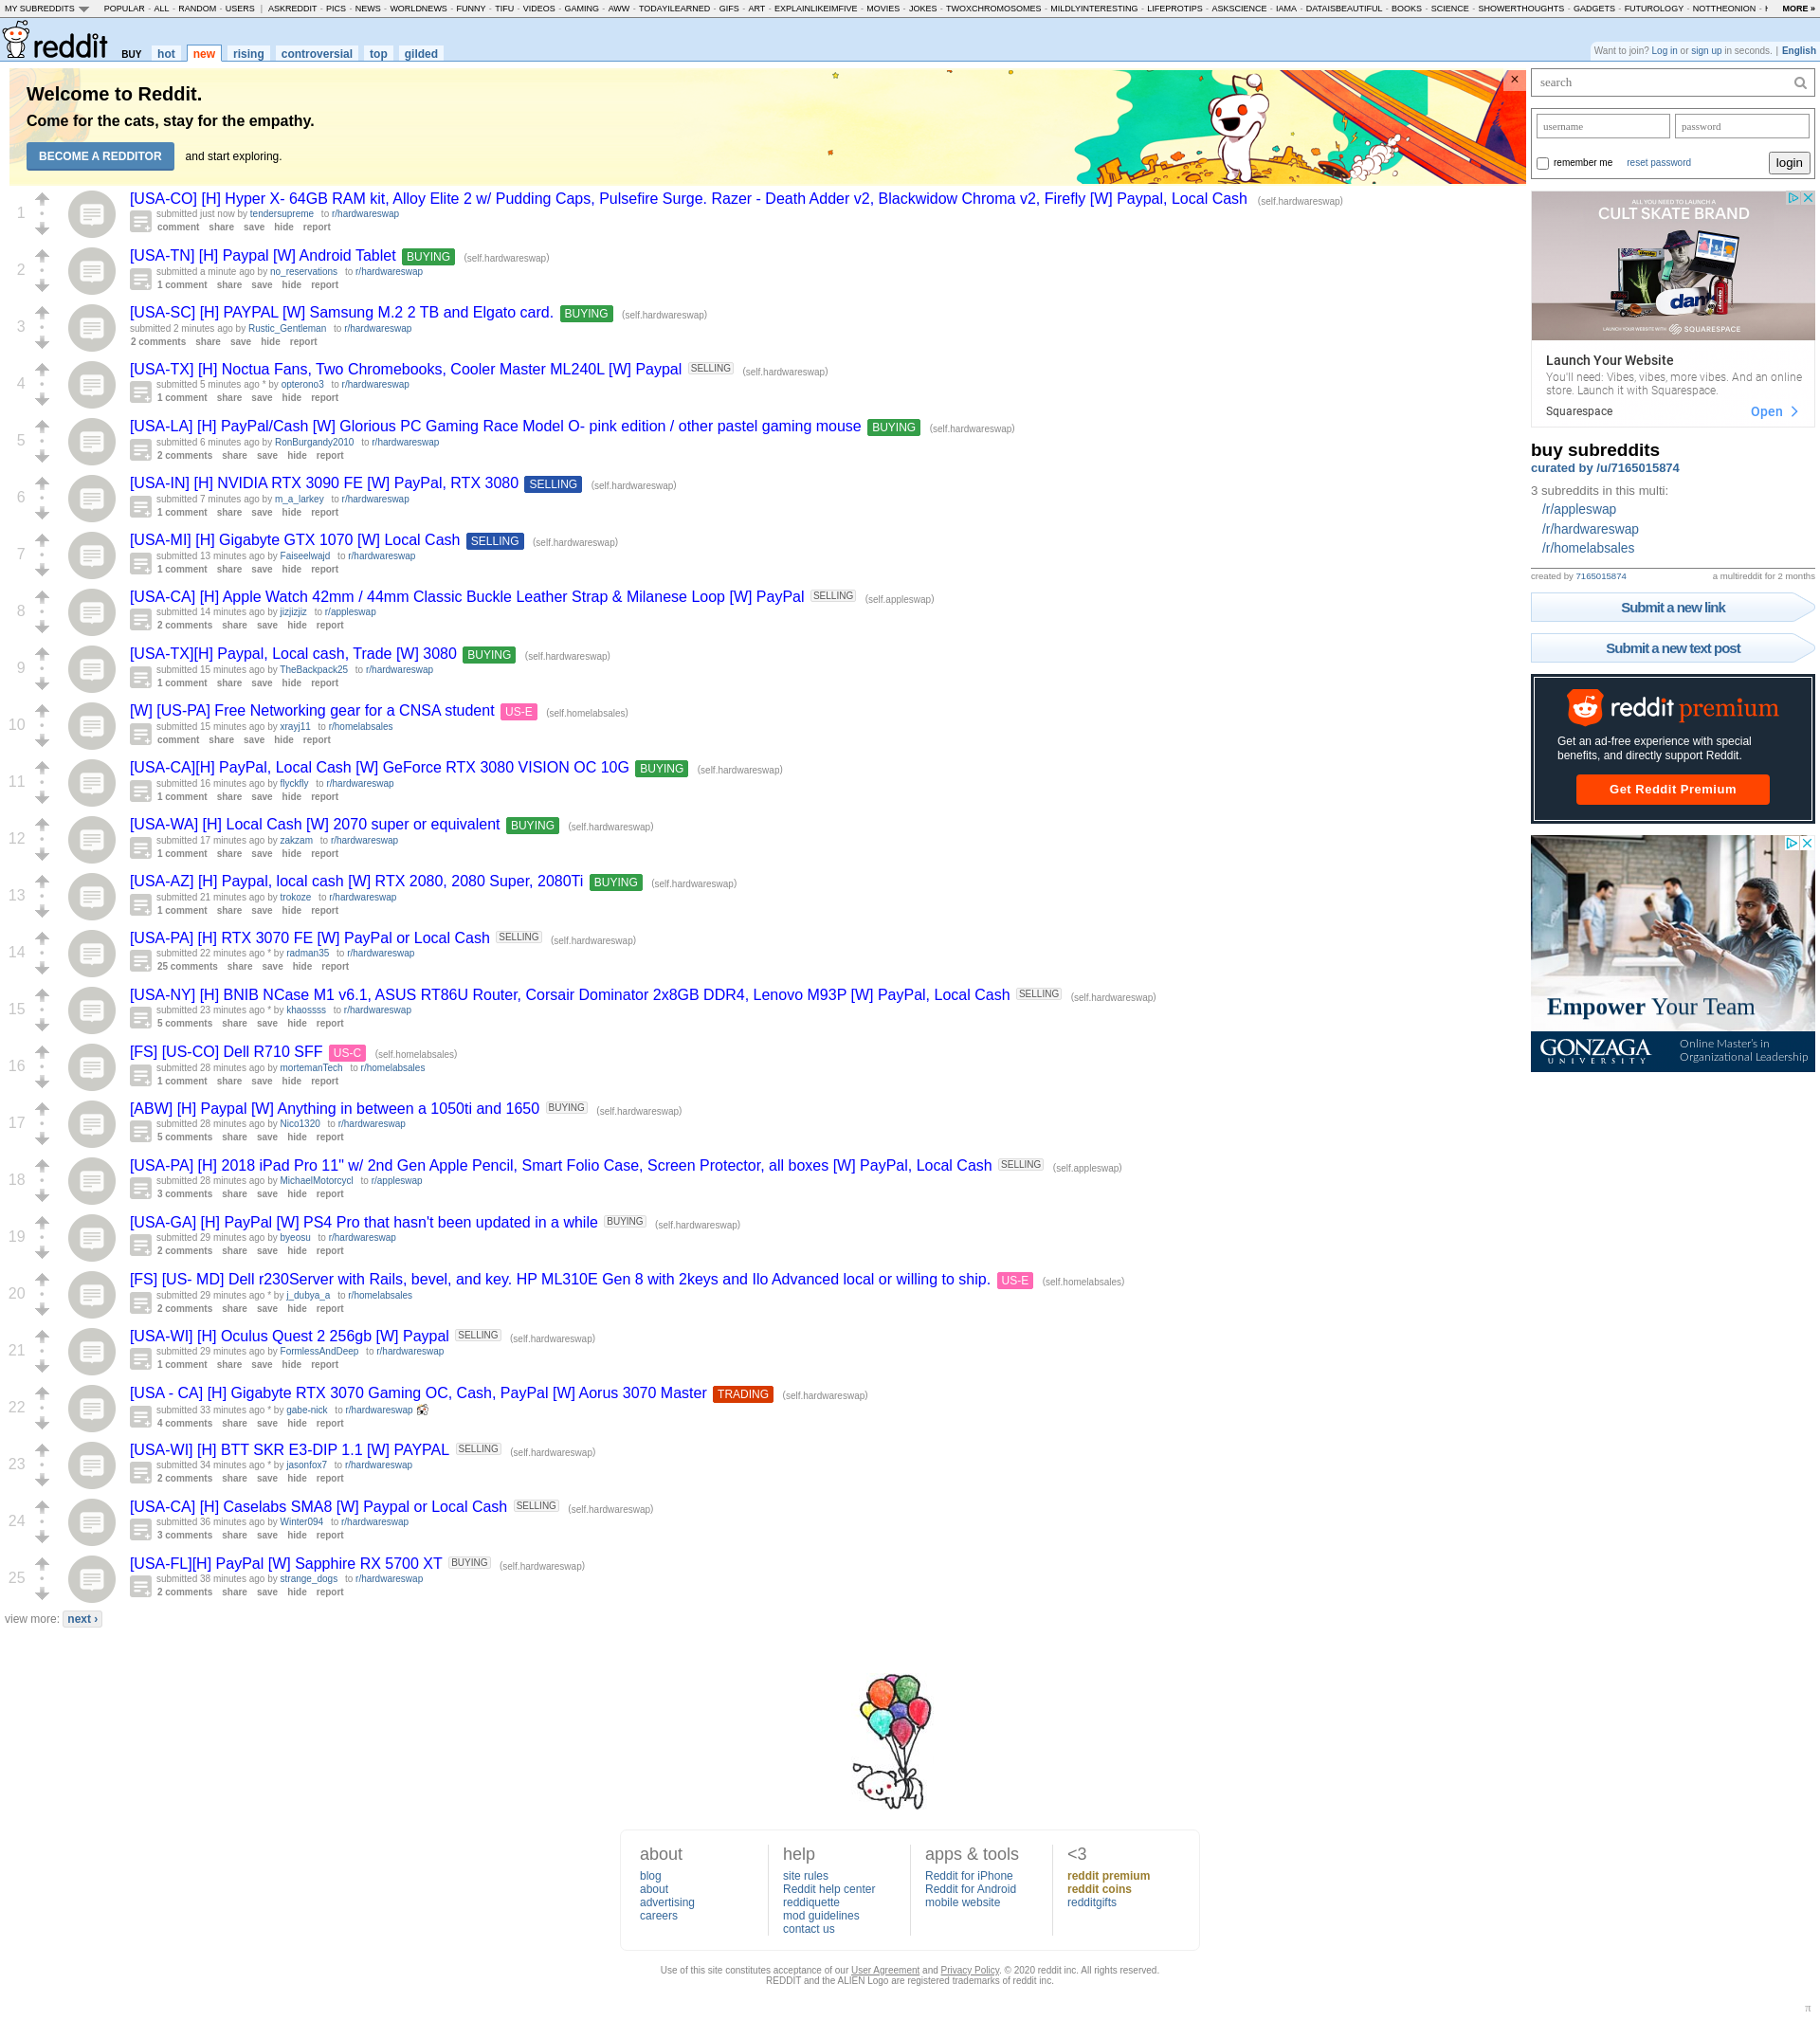 MY SUBREDDITS POPULAR - ALL - RANDOM - USERS | ASKREDDIT - PICS - NEWS - WORLDNEWS - FUNNY - TIFU - VIDEOS - GAMING - AWW - TODAYILEARNED - GIFS - ART - EXPLAINLIKEIMFIVE - MOVIES - JOKES - TWOXCHROMOSOMES - MILDLYINTERESTING - LIFEPROTIPS - ASKSCIENCE - IAMA - DATAISBEAUTIFUL - BOOKS - SCIENCE - SHOWERTHOUGHTS - GADGETS - FUTUROLOGY - NOTTHEONION - MORE »
reddit BUY hot new rising controversial top gilded
Want to join? Log in or sign up in seconds. | English
Welcome to Reddit.
Come for the cats, stay for the empathy.
BECOME A REDDITOR and start exploring.
×
1
[USA-CO] [H] Hyper X- 64GB RAM kit, Alloy Elite 2 w/ Pudding Caps, Pulsefire Surge. Razer - Death Adder v2, Blackwidow Chroma v2, Firefly [W] Paypal, Local Cash (self.hardwareswap)
submitted just now by tendersupreme to r/hardwareswap
comment share save hide report
2
[USA-TN] [H] Paypal [W] Android Tablet BUYING (self.hardwareswap)
submitted a minute ago by no_reservations to r/hardwareswap
1 comment share save hide report
3
[USA-SC] [H] PAYPAL [W] Samsung M.2 2 TB and Elgato card. BUYING (self.hardwareswap)
submitted 2 minutes ago by Rustic_Gentleman to r/hardwareswap
2 comments share save hide report
4
[USA-TX] [H] Noctua Fans, Two Chromebooks, Cooler Master ML240L [W] Paypal SELLING (self.hardwareswap)
submitted 5 minutes ago * by opterono3 to r/hardwareswap
1 comment share save hide report
5
[USA-LA] [H] PayPal/Cash [W] Glorious PC Gaming Race Model O- pink edition / other pastel gaming mouse BUYING (self.hardwareswap)
submitted 6 minutes ago by RonBurgandy2010 to r/hardwareswap
2 comments share save hide report
6
[USA-IN] [H] NVIDIA RTX 3090 FE [W] PayPal, RTX 3080 SELLING (self.hardwareswap)
submitted 7 minutes ago by m_a_larkey to r/hardwareswap
1 comment share save hide report
7
[USA-MI] [H] Gigabyte GTX 1070 [W] Local Cash SELLING (self.hardwareswap)
submitted 13 minutes ago by Faiseelwajd to r/hardwareswap
1 comment share save hide report
8
[USA-CA] [H] Apple Watch 42mm / 44mm Classic Buckle Leather Strap & Milanese Loop [W] PayPal SELLING (self.appleswap)
submitted 14 minutes ago by jizjizjiz to r/appleswap
2 comments share save hide report
9
[USA-TX][H] Paypal, Local cash, Trade [W] 3080 BUYING (self.hardwareswap)
submitted 15 minutes ago by TheBackpack25 to r/hardwareswap
1 comment share save hide report
10
[W] [US-PA] Free Networking gear for a CNSA student US-E (self.homelabsales)
submitted 15 minutes ago by xrayj11 to r/homelabsales
comment share save hide report
11
[USA-CA][H] PayPal, Local Cash [W] GeForce RTX 3080 VISION OC 10G BUYING (self.hardwareswap)
submitted 16 minutes ago by flyckfly to r/hardwareswap
1 comment share save hide report
12
[USA-WA] [H] Local Cash [W] 2070 super or equivalent BUYING (self.hardwareswap)
submitted 17 minutes ago by zakzam to r/hardwareswap
1 comment share save hide report
13
[USA-AZ] [H] Paypal, local cash [W] RTX 2080, 2080 Super, 2080Ti BUYING (self.hardwareswap)
submitted 21 minutes ago by trokoze to r/hardwareswap
1 comment share save hide report
14
[USA-PA] [H] RTX 3070 FE [W] PayPal or Local Cash SELLING (self.hardwareswap)
submitted 22 minutes ago * by radman35 to r/hardwareswap
25 comments share save hide report
15
[USA-NY] [H] BNIB NCase M1 v6.1, ASUS RT86U Router, Corsair Dominator 2x8GB DDR4, Lenovo M93P [W] PayPal, Local Cash SELLING (self.hardwareswap)
submitted 23 minutes ago * by khaossss to r/hardwareswap
5 comments share save hide report
16
[FS] [US-CO] Dell R710 SFF US-C (self.homelabsales)
submitted 28 minutes ago by mortemanTech to r/homelabsales
1 comment share save hide report
17
[ABW] [H] Paypal [W] Anything in between a 1050ti and 1650 BUYING (self.hardwareswap)
submitted 28 minutes ago by Nico1320 to r/hardwareswap
5 comments share save hide report
18
[USA-PA] [H] 2018 iPad Pro 11" w/ 2nd Gen Apple Pencil, Smart Folio Case, Screen Protector, all boxes [W] PayPal, Local Cash SELLING (self.appleswap)
submitted 28 minutes ago by MichaelMotorcycl to r/appleswap
3 comments share save hide report
19
[USA-GA] [H] PayPal [W] PS4 Pro that hasn't been updated in a while BUYING (self.hardwareswap)
submitted 29 minutes ago by byeosu to r/hardwareswap
2 comments share save hide report
20
[FS] [US- MD] Dell r230Server with Rails, bevel, and key. HP ML310E Gen 8 with 2keys and Ilo Advanced local or willing to ship. US-E (self.homelabsales)
submitted 29 minutes ago * by j_dubya_a to r/homelabsales
2 comments share save hide report
21
[USA-WI] [H] Oculus Quest 2 256gb [W] Paypal SELLING (self.hardwareswap)
submitted 29 minutes ago by FormlessAndDeep to r/hardwareswap
1 comment share save hide report
22
[USA - CA] [H] Gigabyte RTX 3070 Gaming OC, Cash, PayPal [W] Aorus 3070 Master TRADING (self.hardwareswap)
submitted 33 minutes ago * by gabe-nick to r/hardwareswap
4 comments share save hide report
23
[USA-WI] [H] BTT SKR E3-DIP 1.1 [W] PAYPAL SELLING (self.hardwareswap)
submitted 34 minutes ago * by jasonfox7 to r/hardwareswap
2 comments share save hide report
24
[USA-CA] [H] Caselabs SMA8 [W] Paypal or Local Cash SELLING (self.hardwareswap)
submitted 36 minutes ago by Winter094 to r/hardwareswap
3 comments share save hide report
25
[USA-FL][H] PayPal [W] Sapphire RX 5700 XT BUYING (self.hardwareswap)
submitted 38 minutes ago by strange_dogs to r/hardwareswap
2 comments share save hide report
view more: next ›
search
username password
remember me reset password login
ALL YOU NEED TO LAUNCH A
CULT SKATE BRAND
dam
LAUNCH YOUR WEBSITE WITH SQUARESPACE
Launch Your Website
You'll need: Vibes, vibes, more vibes. And an online
store. Launch it with Squarespace.
Squarespace Open
buy subreddits
curated by /u/7165015874
3 subreddits in this multi:
/r/appleswap
/r/hardwareswap
/r/homelabsales
created by 7165015874 a multireddit for 2 months
Submit a new link
Submit a new text post
reddit premium
Get an ad-free experience with special
benefits, and directly support Reddit.
Get Reddit Premium
Empower Your Team
GONZAGA
UNIVERSITY
Online Master's in
Organizational Leadership
about
blog
about
advertising
careers
help
site rules
Reddit help center
reddiquette
mod guidelines
contact us
apps & tools
Reddit for iPhone
Reddit for Android
mobile website
<3
reddit premium
reddit coins
redditgifts
Use of this site constitutes acceptance of our User Agreement and Privacy Policy. © 2020 reddit inc. All rights reserved.
REDDIT and the ALIEN Logo are registered trademarks of reddit inc.
π